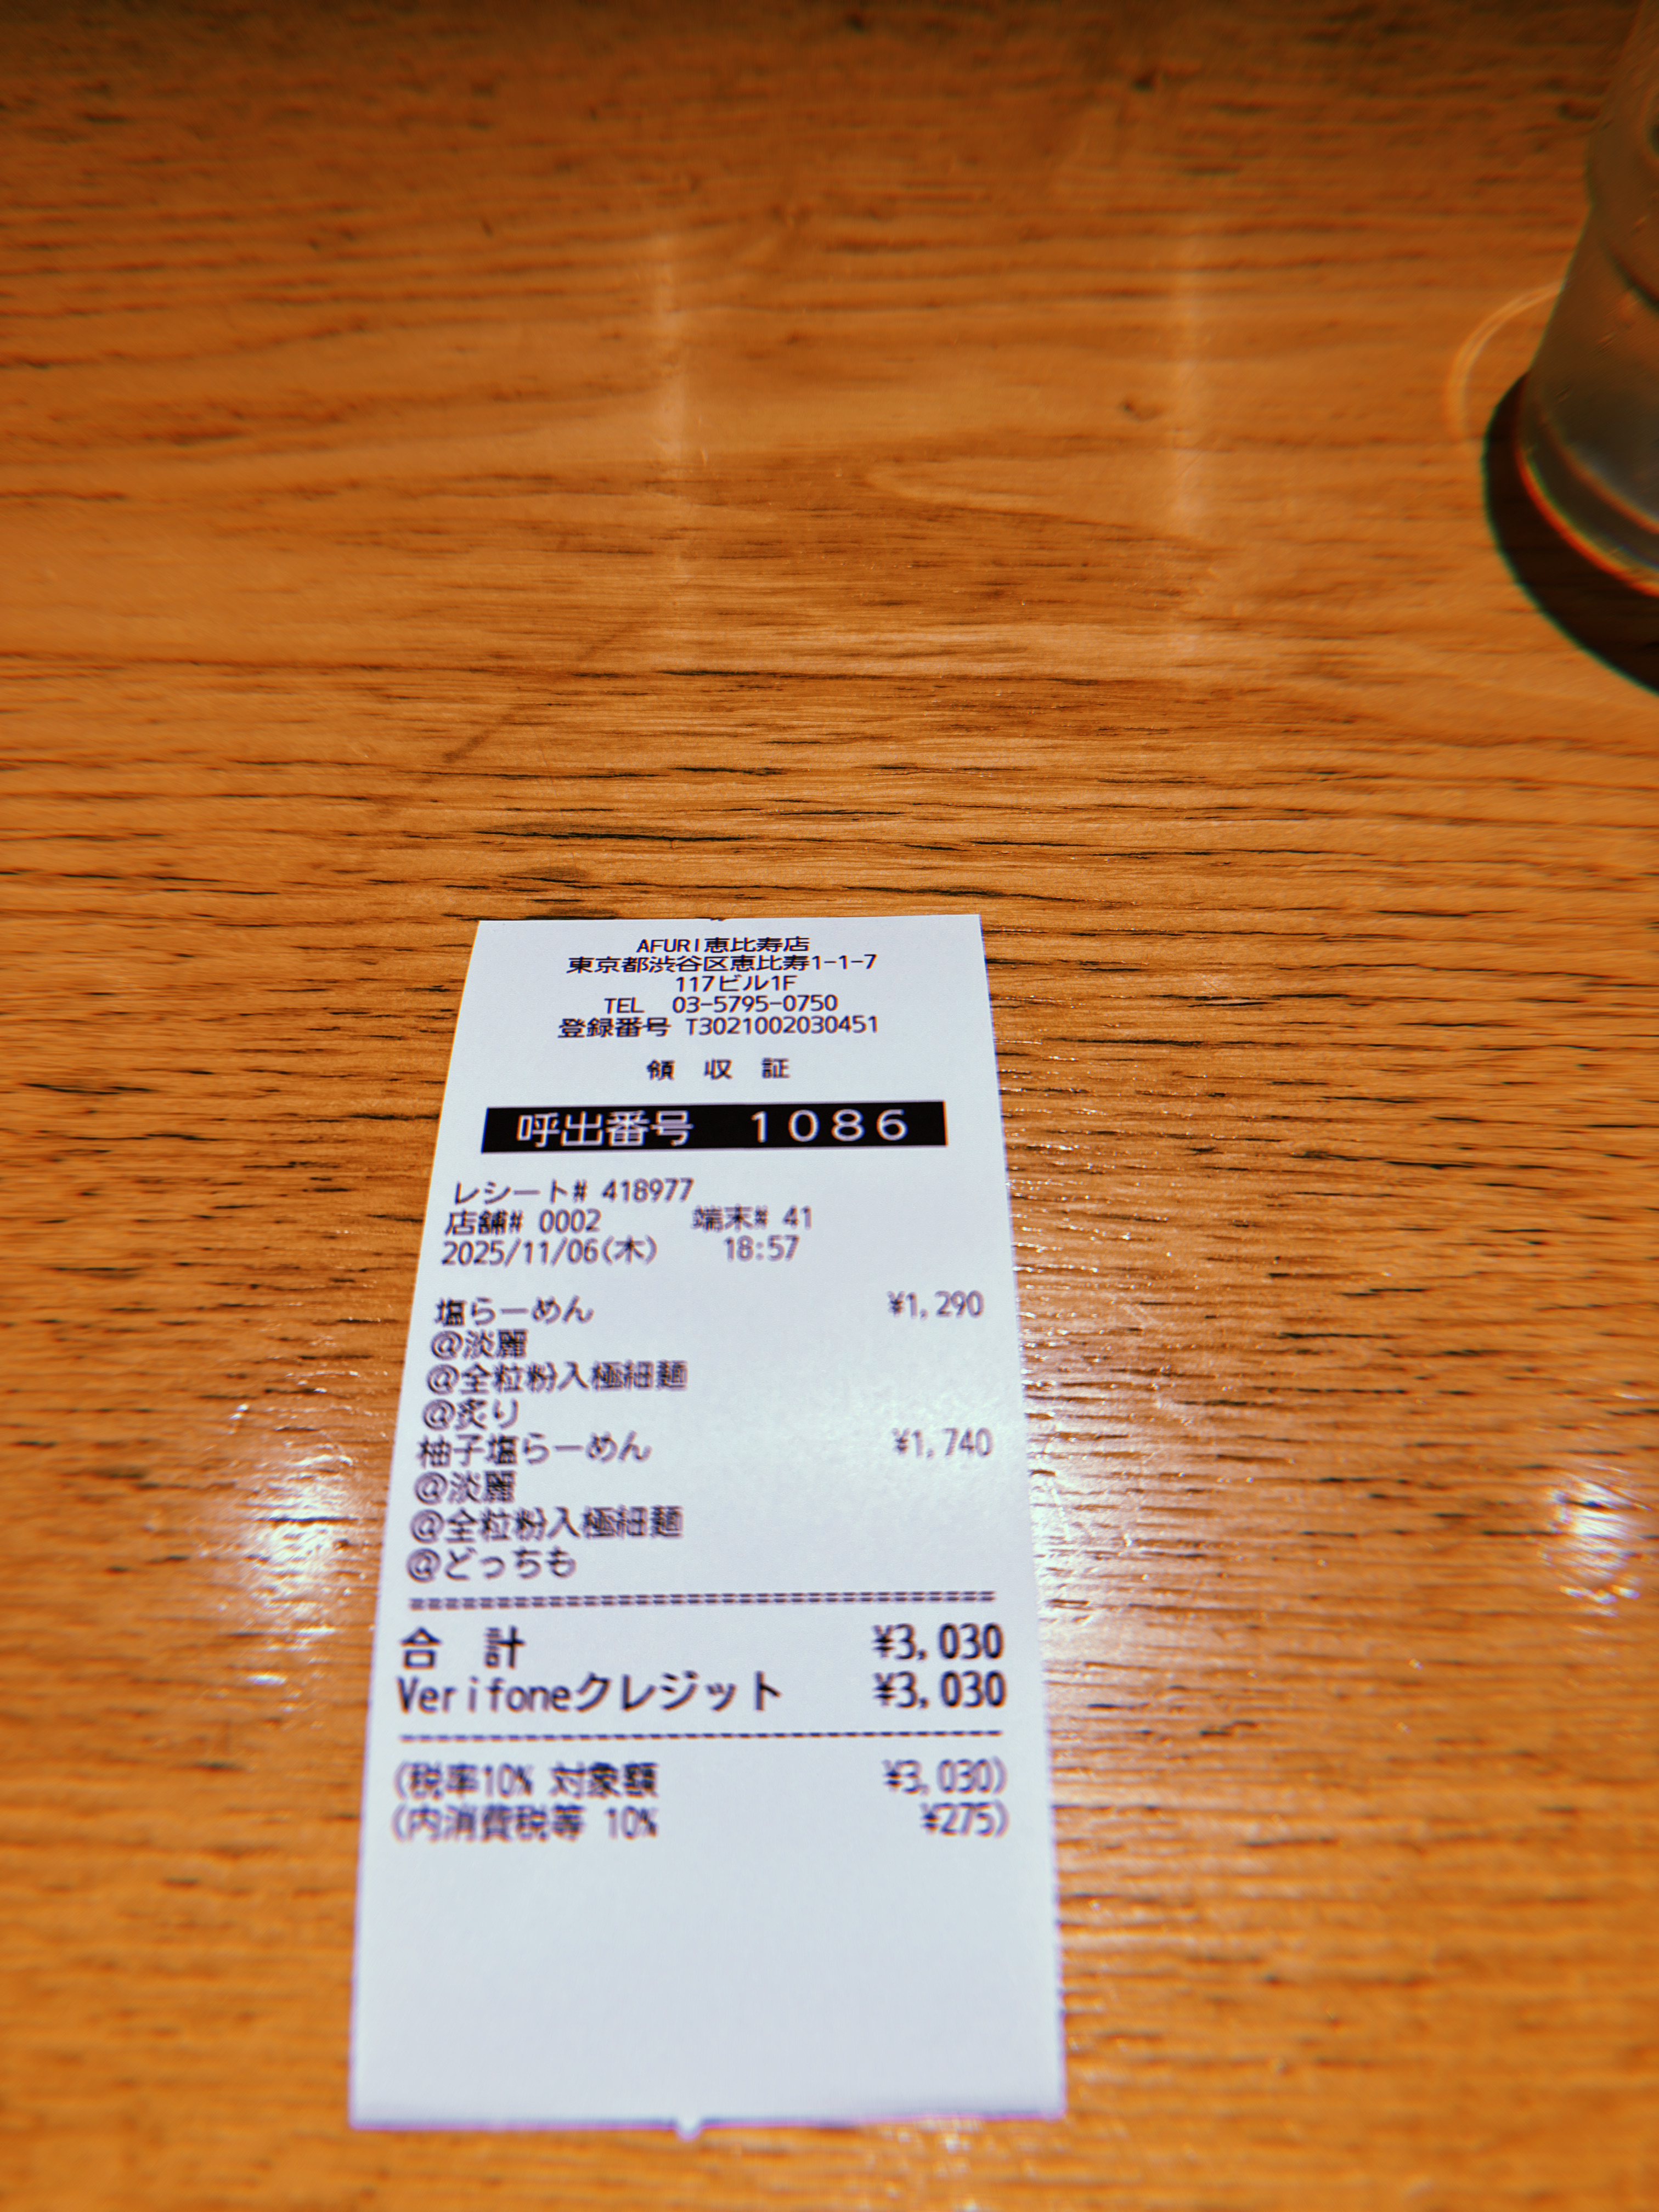 AFURI恵比寿店
東京都渋谷区恵比寿1-1-7
117ビル1F
TEL 03-5795-0750
登録番号 T3021002030451
領 収 証
呼出番号 1086
レシート# 418977
店舗# 0002 端末# 41
2025/11/06(木) 18:57
塩らーめん ¥1,290
@淡麗
@全粒粉入極細麺
@炙り
柚子塩らーめん ¥1,740
@淡麗
@全粒粉入極細麺
@どっちも
================================
合 計 ¥3,030
Verifoneクレジット ¥3,030
--------------------------------
(税率10% 対象額 ¥3,030)
(内消費税等 10% ¥275)